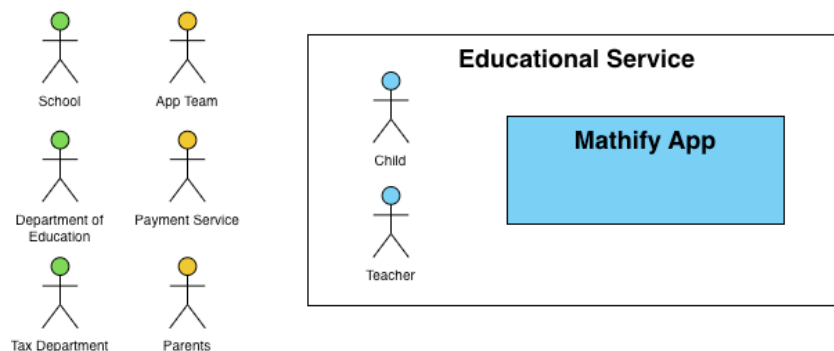 Educational Service
Mathify App
School
App Team
Child
Department of
Education
Payment Service
Teacher
Tax Department
Parents